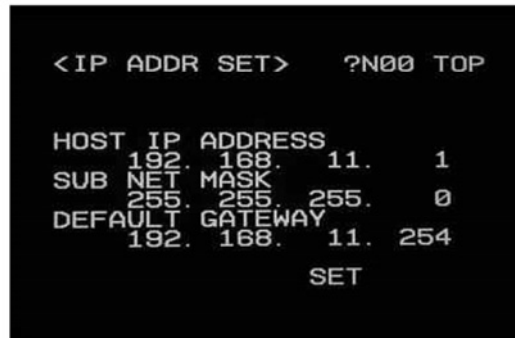 <IP ADDR SET> ?N00 TOP
HOST IP ADDRESS
192. 168. 11. 1
SUB NET MASK
255. 255. 255. 0
DEFAULT GATEWAY
192. 168. 11. 254
SET